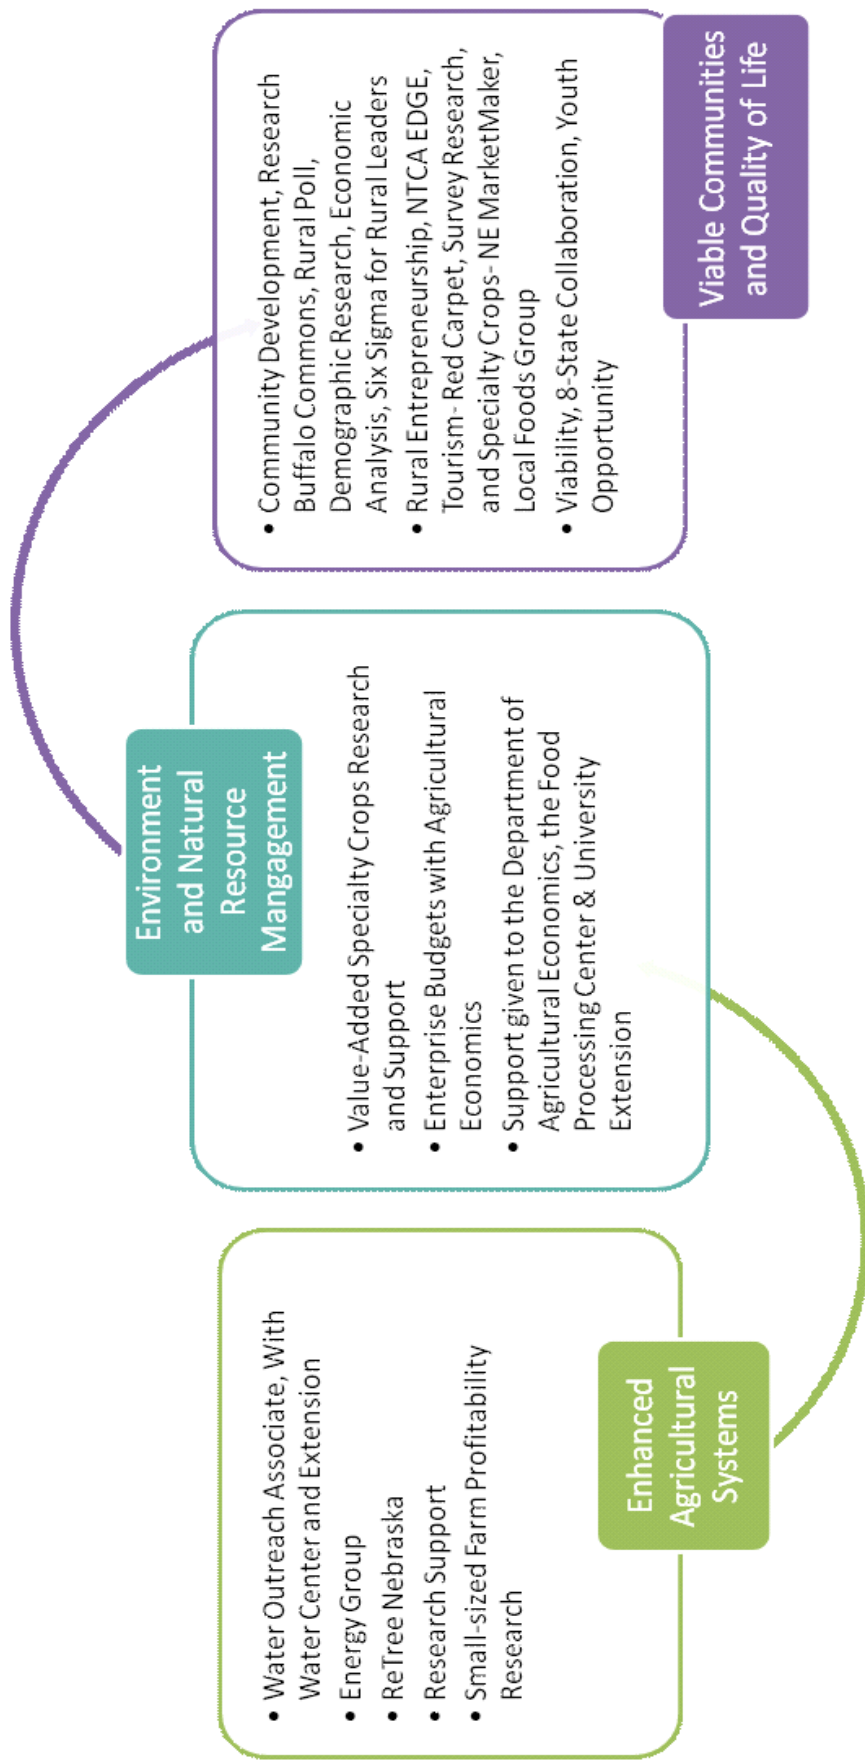 • Water Outreach Associate, With
Water Center and Extension
• Energy Group
• ReTree Nebraska
• Research Support
• Small-sized Farm Profitability
Research
Enhanced
Agricultural
Systems
Environment
and Natural
Resource
Mangagement
• Value-Added Specialty Crops Research
and Support
• Enterprise Budgets with Agricultural
Economics
• Support given to the Department of
Agricultural Economics, the Food
Processing Center & University
Extension
• Community Development, Research
Buffalo Commons, Rural Poll,
Demographic Research, Economic
Analysis, Six Sigma for Rural Leaders
• Rural Entrepreneurship, NTCA EDGE,
Tourism- Red Carpet, Survey Research,
and Specialty Crops- NE MarketMaker,
Local Foods Group
• Viability, 8-State Collaboration, Youth
Opportunity
Viable Communities
and Quality of Life